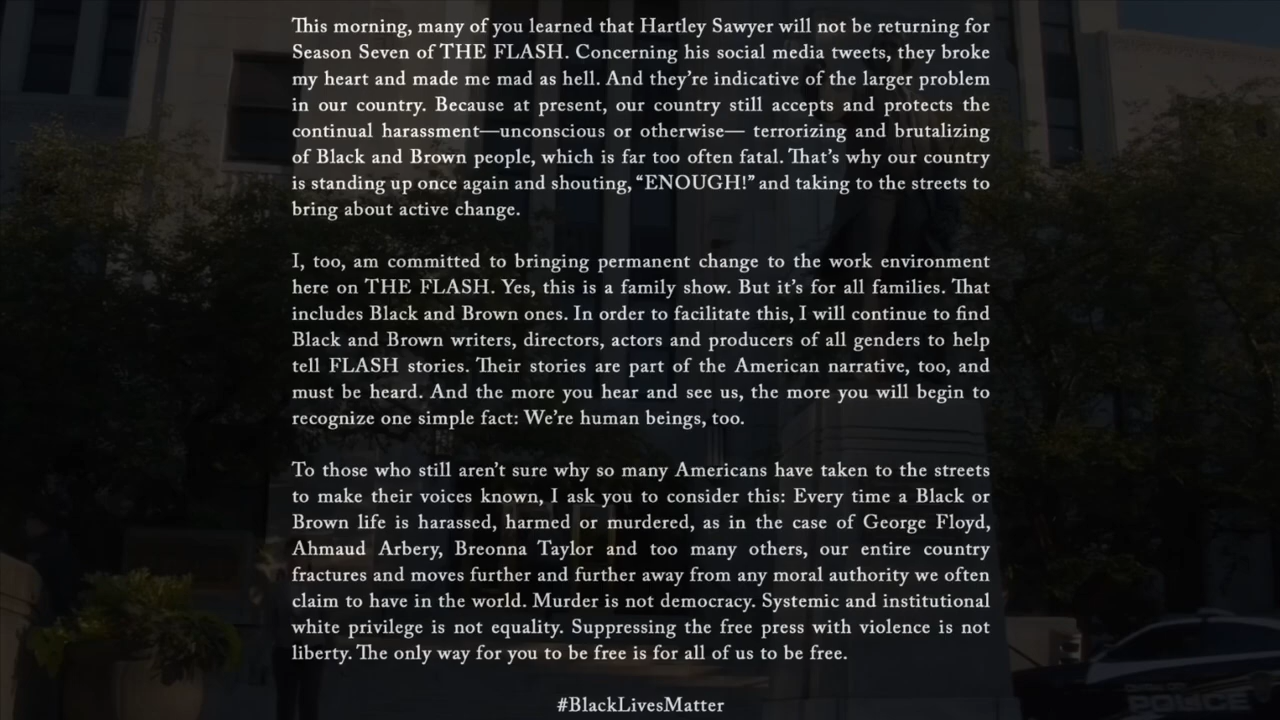 This morning, many of you learned that Hartley Sawyer will not be returning for
Season Seven of THE FLASH. Concerning his social media tweets, they broke
my heart and made me mad as hell. And they’re indicative of the larger problem
in our country. Because at present, our country still accepts and protects the
continual harassment—unconscious or otherwise— terrorizing and brutalizing
of Black and Brown people, which is far too often fatal. That’s why our country
is standing up once again and shouting, “ENOUGH!” and taking to the streets to
bring about active change.
I, too, am committed to bringing permanent change to the work environment
here on THE FLASH. Yes, this is a family show. But it’s for all families. That
includes Black and Brown ones. In order to facilitate this, I will continue to find
Black and Brown writers, directors, actors and producers of all genders to help
tell FLASH stories. Their stories are part of the American narrative, too, and
must be heard. And the more you hear and see us, the more you will begin to
recognize one simple fact: We’re human beings, too.
To those who still aren’t sure why so many Americans have taken to the streets
to make their voices known, I ask you to consider this: Every time a Black or
Brown life is harassed, harmed or murdered, as in the case of George Floyd,
Ahmaud Arbery, Breonna Taylor and too many others, our entire country
fractures and moves further and further away from any moral authority we often
claim to have in the world. Murder is not democracy. Systemic and institutional
white privilege is not equality. Suppressing the free press with violence is not
liberty. The only way for you to be free is for all of us to be free.
#BlackLivesMatter
POLICE